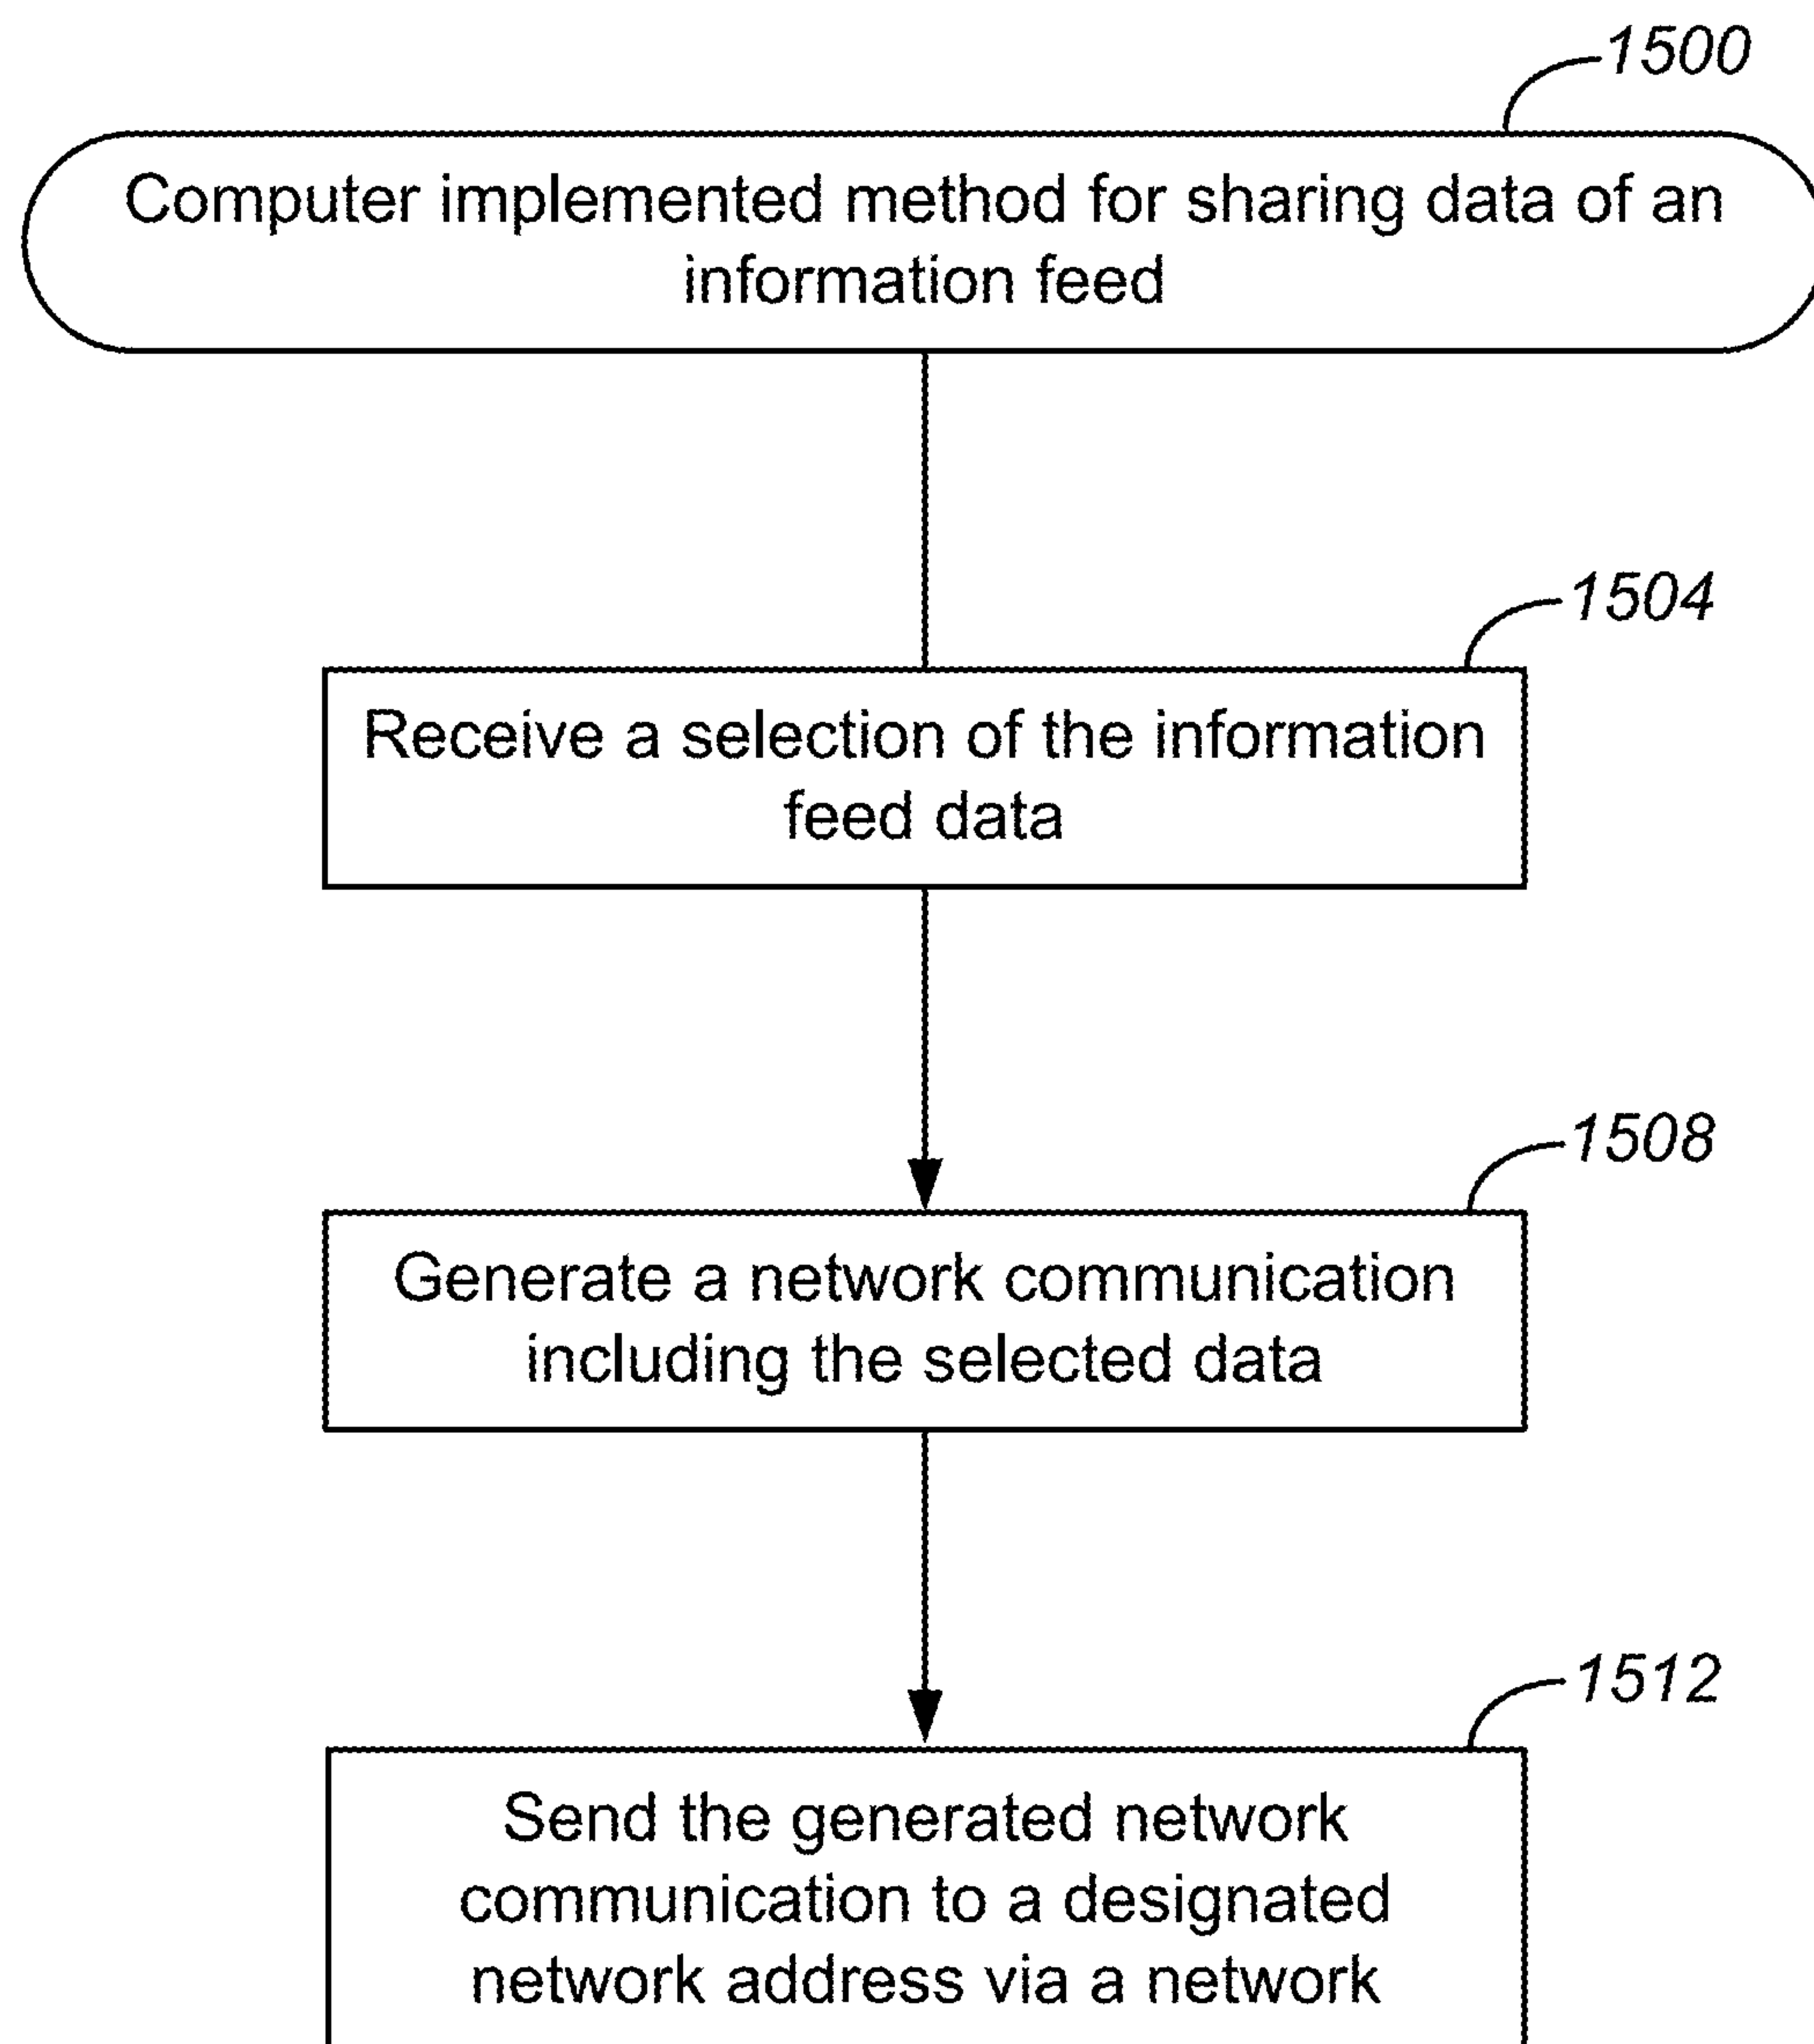 1500
Computer implemented method for sharing data of an
information feed
1504
Receive a selection of the information
feed data
1508
Generate a network communication
including the selected data
1512
Send the generated network
communication to a designated
network address via a network